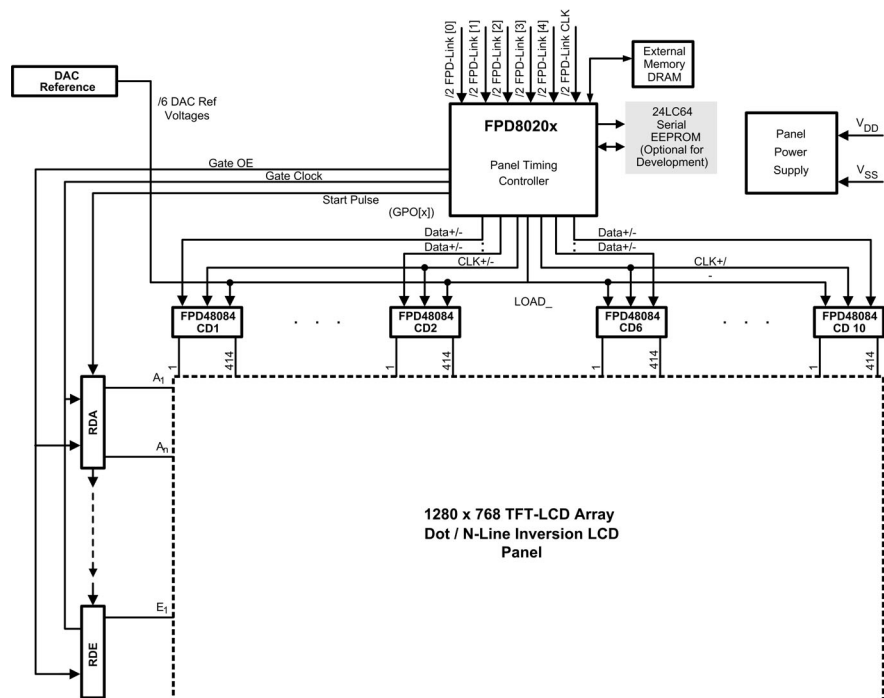 /2 FPD-Link [0]
/2 FPD-Link [1]
/2 FPD-Link [2]
/2 FPD-Link [3]
/2 FPD-Link [4]
/2 FPD-Link CLK
External
Memory
DRAM
DAC
Reference
/6 DAC Ref
Voltages
FPD8020x
Panel Timing
Controller
24LC64
Serial
EEPROM
(Optional for
Development)
Panel
Power
Supply
VDD
VSS
Gate OE
Gate Clock
Start Pulse
(GPO[x])
Data+/-
Data+/-
CLK+/-
Data+/-
Data+/-
CLK+/
-
LOAD_
FPD48084
CD1
. . .
FPD48084
CD2
FPD48084
CD6
. . .
FPD48084
CD 10
1
414
1
414
1
414
1
414
RDA
A1
An
1280 x 768 TFT-LCD Array
Dot / N-Line Inversion LCD
Panel
RDE
E1